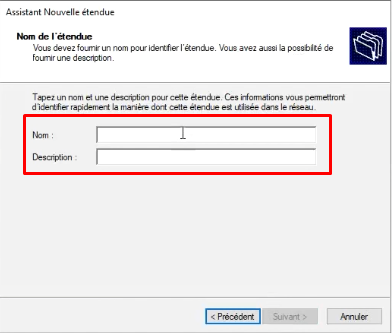 Assistant Nouvelle étendue
Nom de l'étendue
Vous devez fournir un nom pour identifier l'étendue. Vous avez aussi la possibilité de
fournir une description.
Tapez un nom et une description pour cette étendue. Ces informations vous permettront
d'identifier rapidement la manière dont cette étendue est utilisée dans le réseau.
Nom :
Description :
< Précédent Suivant > Annuler